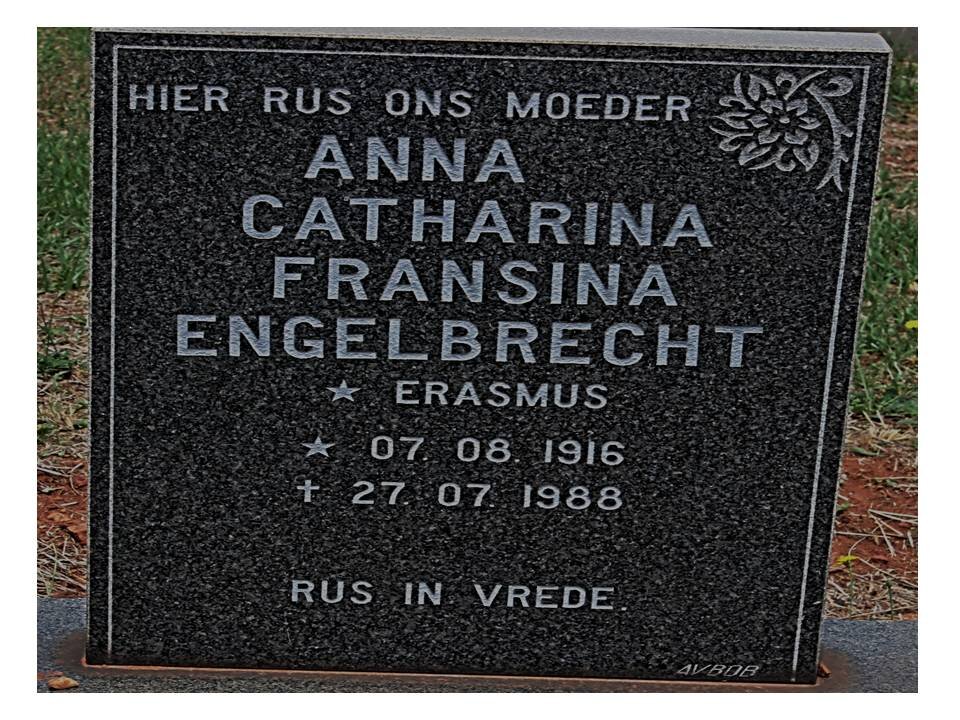 HIER RUS ONS MOEDER
ANNA
CATHARINA
FRANSINA
ENGELBRECHT
★ ERASMUS
★ 07. 08. 1916
✝ 27. 07. 1988
RUS IN VREDE.
AVBOB